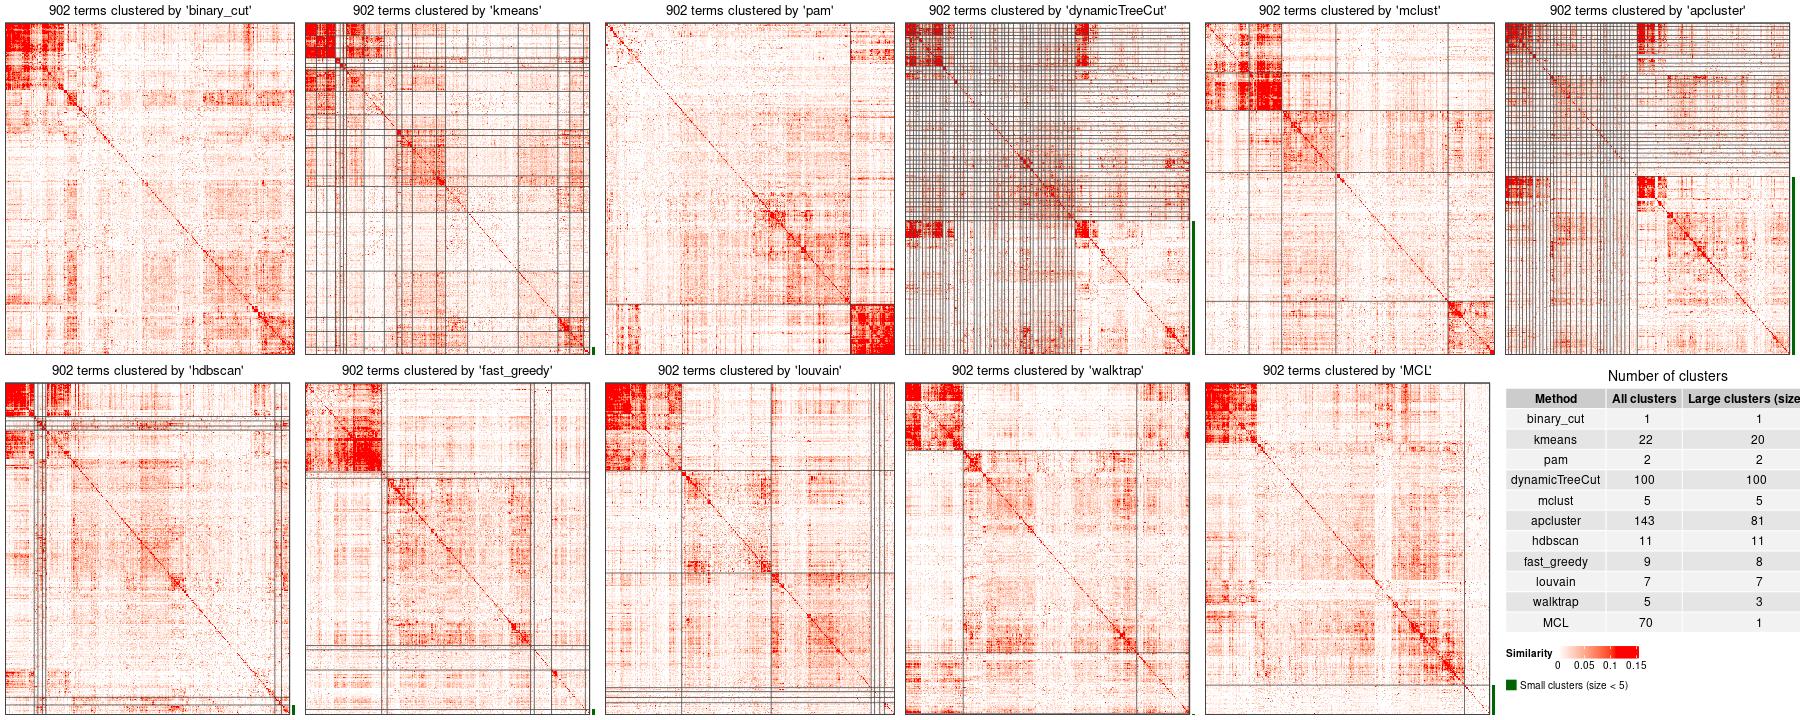 902 terms clustered by 'binary_cut'
902 terms clustered by 'kmeans'
902 terms clustered by 'pam'
902 terms clustered by 'dynamicTreeCut'
902 terms clustered by 'mclust'
902 terms clustered by 'apcluster'
902 terms clustered by 'hdbscan'
902 terms clustered by 'fast_greedy'
902 terms clustered by 'louvain'
902 terms clustered by 'walktrap'
902 terms clustered by 'MCL'
Number of clusters
Method All clusters Large clusters (size
binary_cut 1 1
kmeans 22 20
pam 2 2
dynamicTreeCut 100 100
mclust 5 5
apcluster 143 81
hdbscan 11 11
fast_greedy 9 8
louvain 7 7
walktrap 5 3
MCL 70 1
Similarity
0 0.05 0.1 0.15
Small clusters (size < 5)